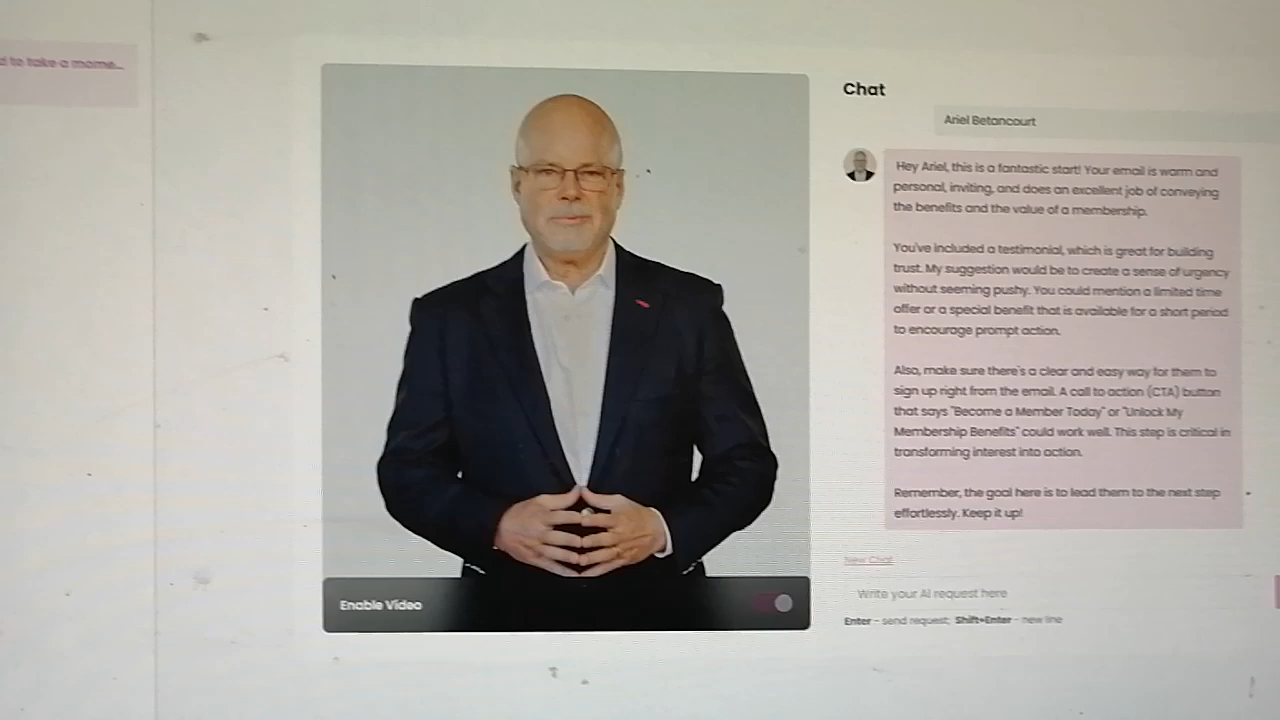 d to take a mome...
Chat
Ariel Betancourt
Hey Ariel, this is a fantastic start! Your email is warm and
personal, inviting, and does an excellent job of conveying
the benefits and the value of a membership.
You've included a testimonial, which is great for building
trust. My suggestion would be to create a sense of urgency
without seeming pushy. You could mention a limited time
offer or a special benefit that is available for a short period
to encourage prompt action.
Also, make sure there's a clear and easy way for them to
sign up right from the email. A call to action (CTA) button
that says "Become a Member Today" or "Unlock My
Membership Benefits" could work well. This step is critical in
transforming interest into action.
Remember, the goal here is to lead them to the next step
effortlessly. Keep it up!
New Chat
Enable Video
Write your AI request here
Enter - send request; Shift+Enter - new line